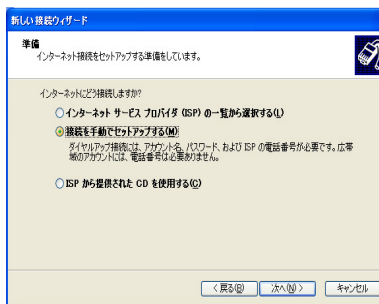 新しい接続ウィザード
準備
インターネット接続をセットアップする準備をしています。
インターネットにどう接続しますか?
インターネット サービス プロバイダ (ISP) の一覧から選択する(L)
接続を手動でセットアップする(M)
ダイヤルアップ接続には、アカウント名、パスワード、および ISP の電話番号が必要です。広帯
域のアカウントには、電話番号は必要ありません。
ISP から提供された CD を使用する(C)
< 戻る(B)
次へ(N) >
キャンセル